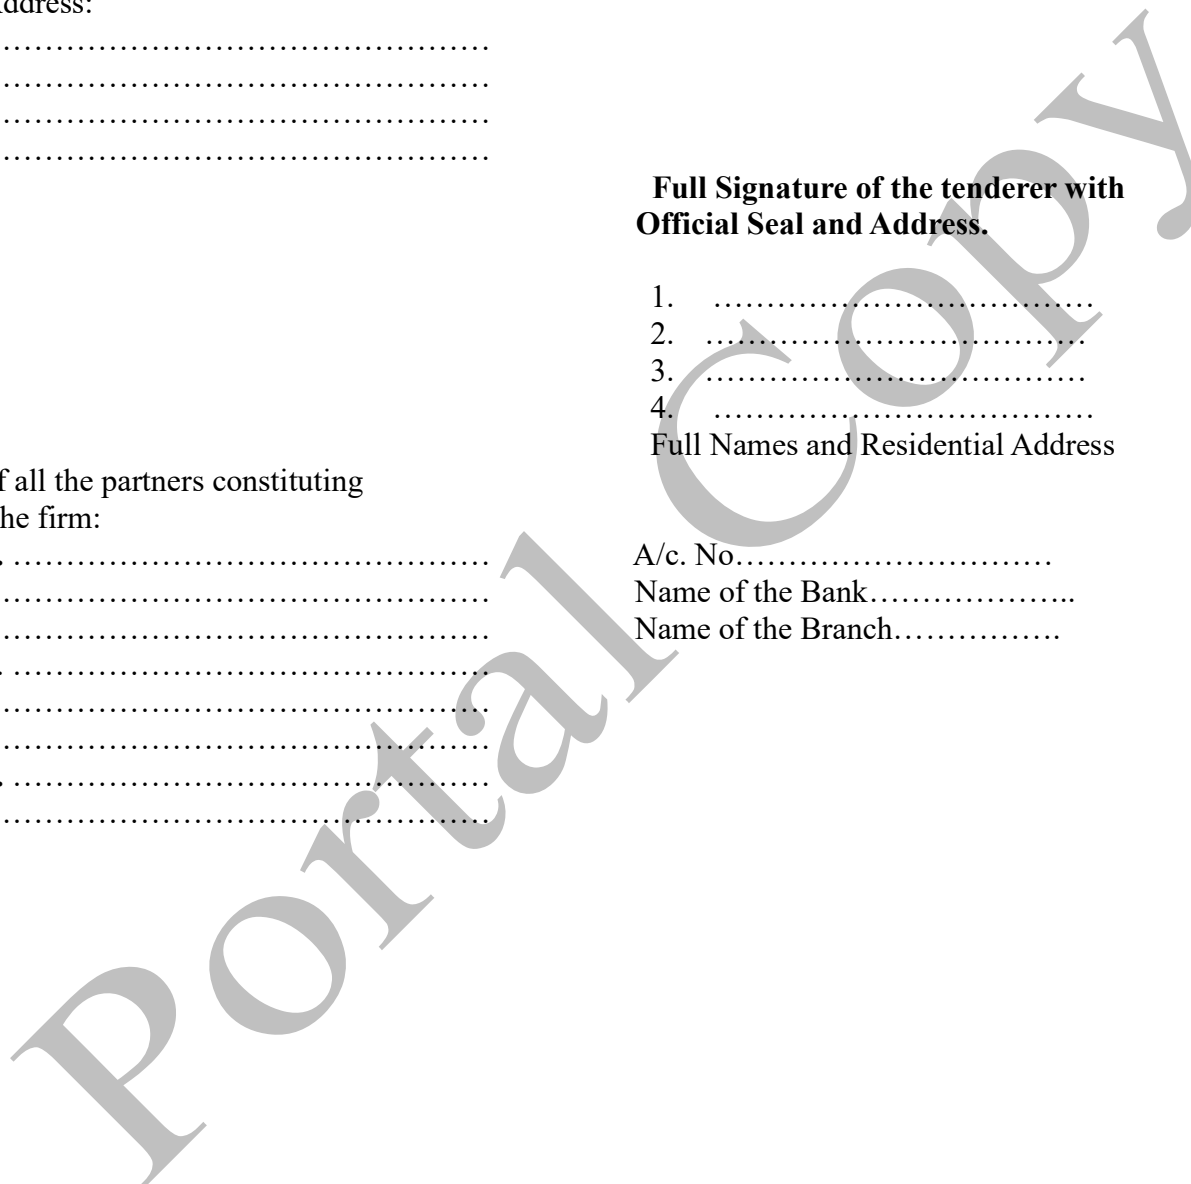 ddress:
…………………………………………
…………………………………………
…………………………………………
…………………………………………
Full Signature of the tenderer with
Official Seal and Address.
1. ………………………………
2. ………………………………
3. ………………………………
4. ………………………………
Full Names and Residential Address
f all the partners constituting
he firm:
. …………………………………………
…………………………………………
…………………………………………
. …………………………………………
…………………………………………
…………………………………………
. …………………………………………
…………………………………………
A/c. No…………………………
Name of the Bank………………..
Name of the Branch…………….
Portal Copy